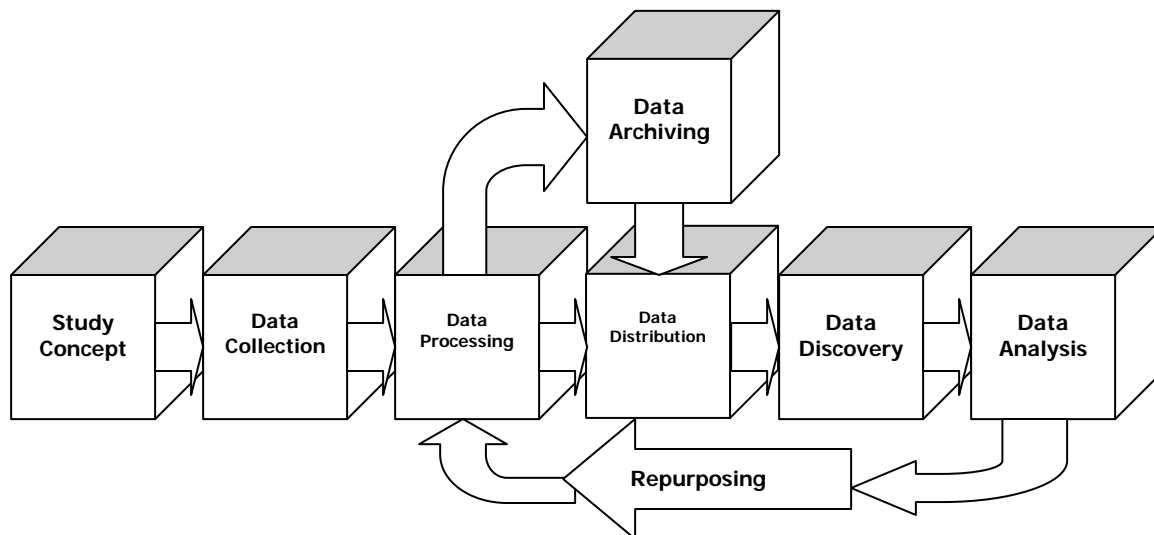 Data
Archiving
Study
Concept
Data
Collection
Data
Processing
Data
Distribution
Data
Discovery
Data
Analysis
Repurposing